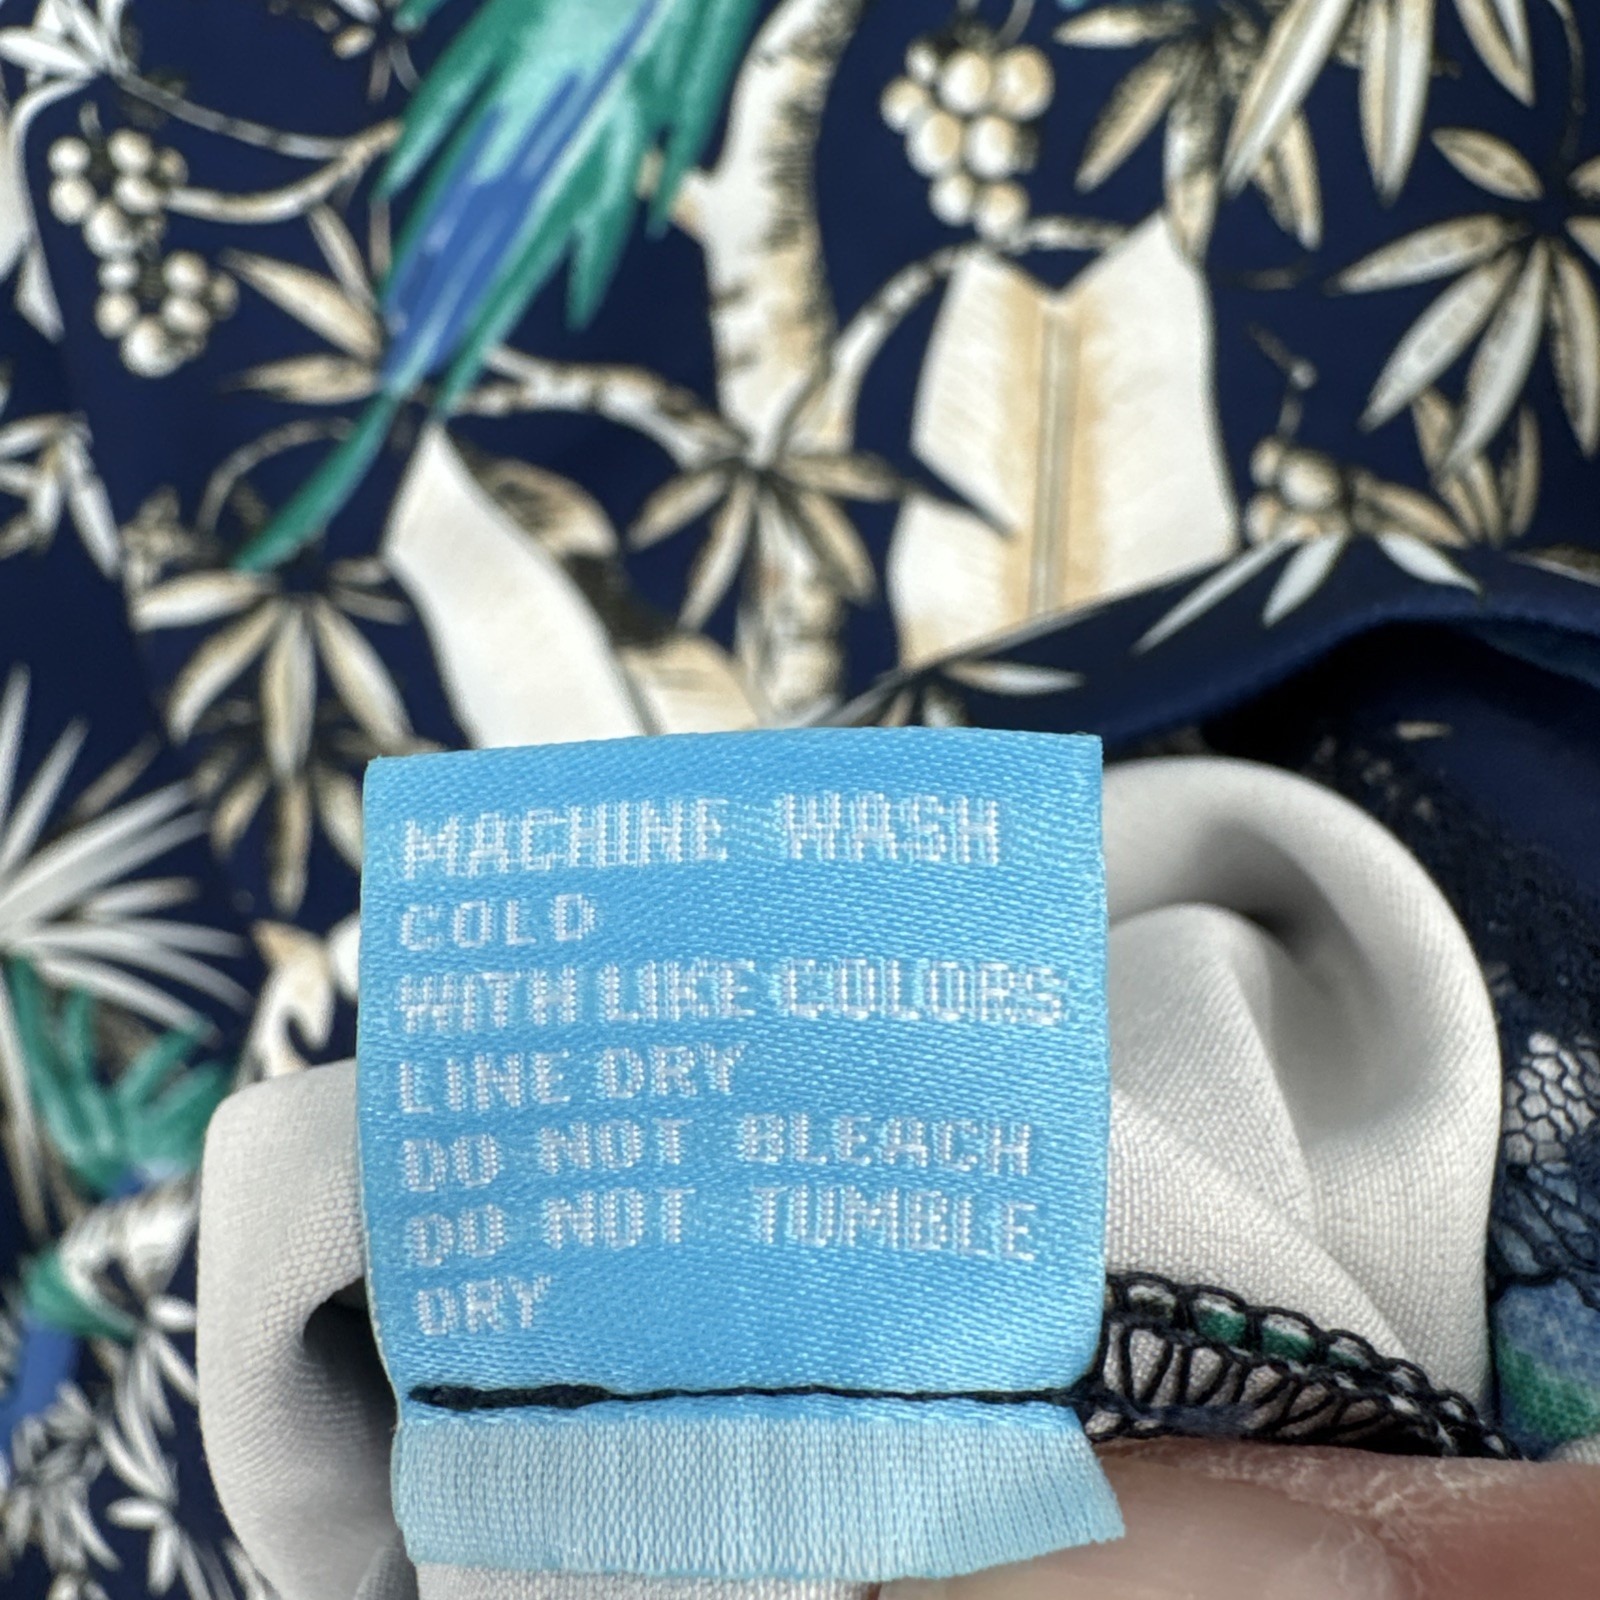 MACHINE WASH
COLD
WITH LIKE COLORS
LINE DRY
DO NOT BLEACH
DO NOT TUMBLE
DRY